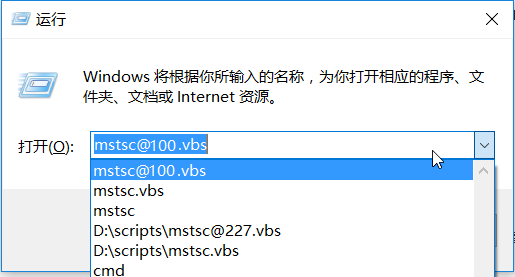 运行
Windows 将根据你所输入的名称，为你打开相应的程序、文
件夹、文档或 Internet 资源。
打开(O): mstsc@100.vbs
mstsc@100.vbs
mstsc.vbs
mstsc
D:\scripts\mstsc@227.vbs
D:\scripts\mstsc.vbs
cmd